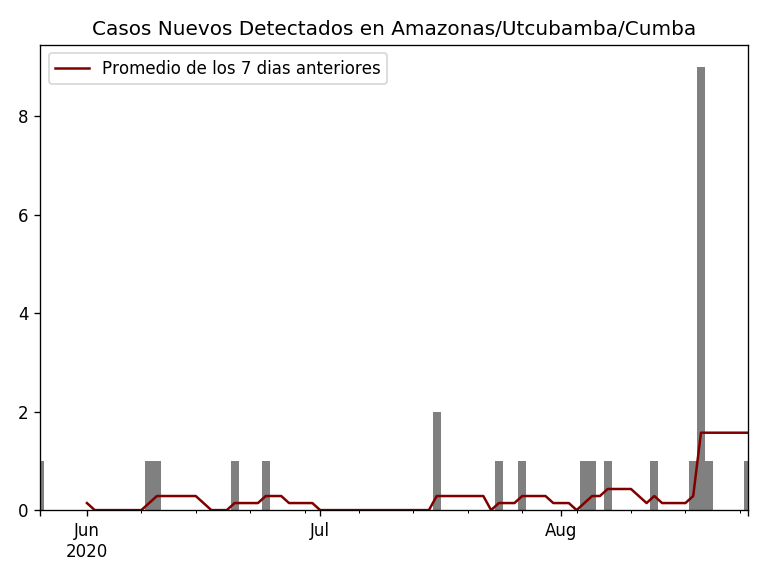 Casos Nuevos Detectados en Amazonas/Utcubamba/Cumba
Promedio de los 7 dias anteriores
8
6
4
2
0
Jun
2020
Jul
Aug